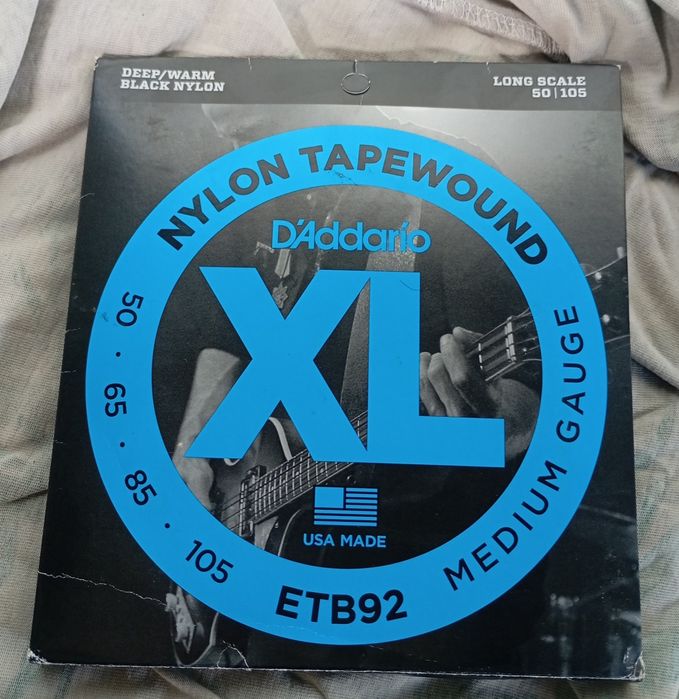 DEEP/WARM
BLACK NYLON
LONG SCALE
50 | 105
NYLON TAPEWOUND
D'Addario
XL
50 • 65 • 85 • 105
MEDIUM GAUGE
USA MADE
ETB92